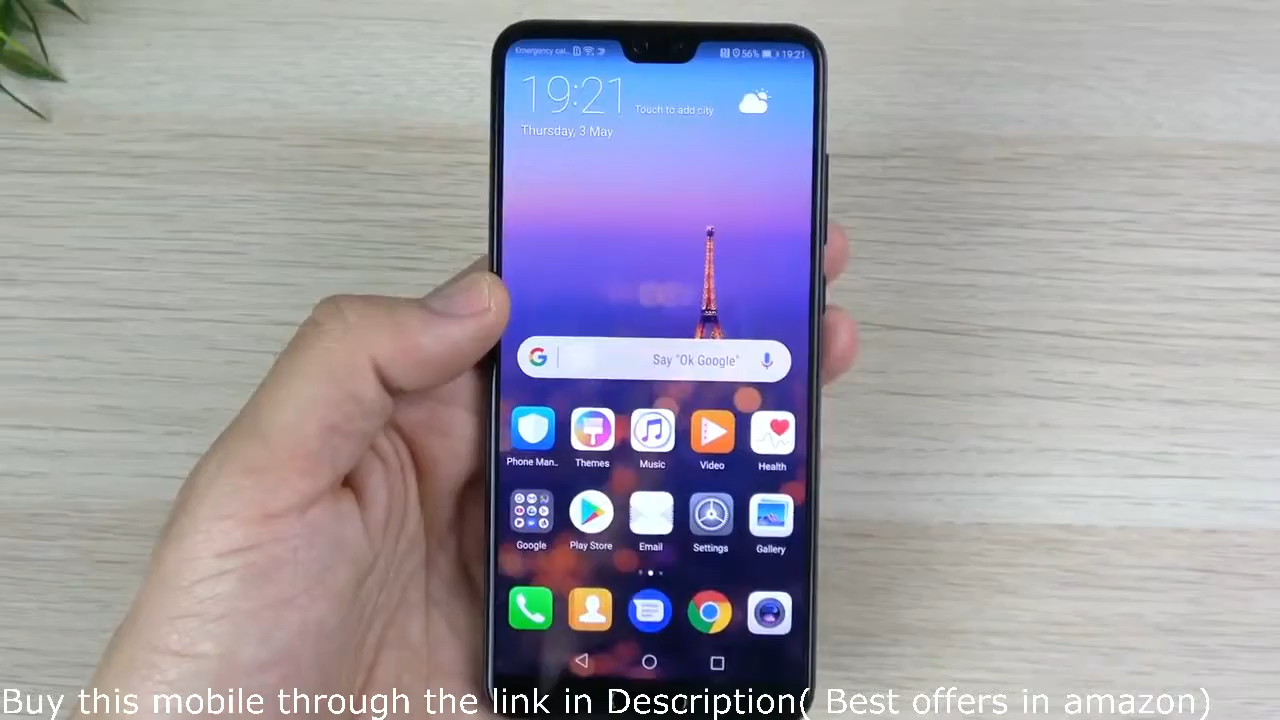 Emergency cal..
56% 19:21
19:21
Touch to add city
Thursday, 3 May
Say "Ok Google"
Phone Man.. Themes Music Video Health
Google Play Store Email Settings Gallery
Buy this mobile through the link in Description( Best offers in amazon)